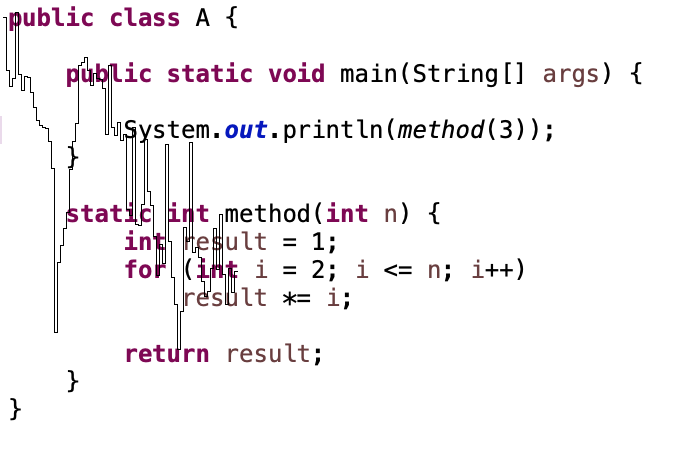 public class A {
public static void main(String[] args) {
System.out.println(method(3));
}
static int method(int n) {
int result = 1;
for (int i = 2; i <= n; i++)
result *= i;
return result;
}
}